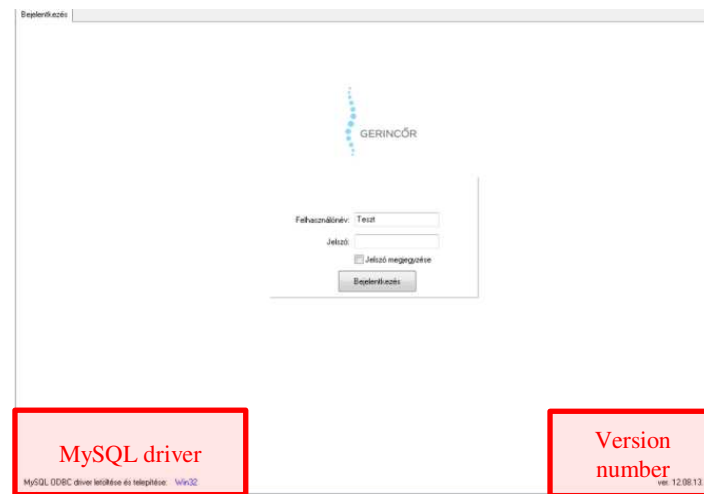 Bejelentkezés
GERINCŐR
Felhasználónév: Teszt
Jelszó:
Jelszó megjegyzése
Bejelentkezés
MySQL driver
Version
number
MySQL ODBC driver letöltése és telepítése: Win32
ver. 12.08.13.